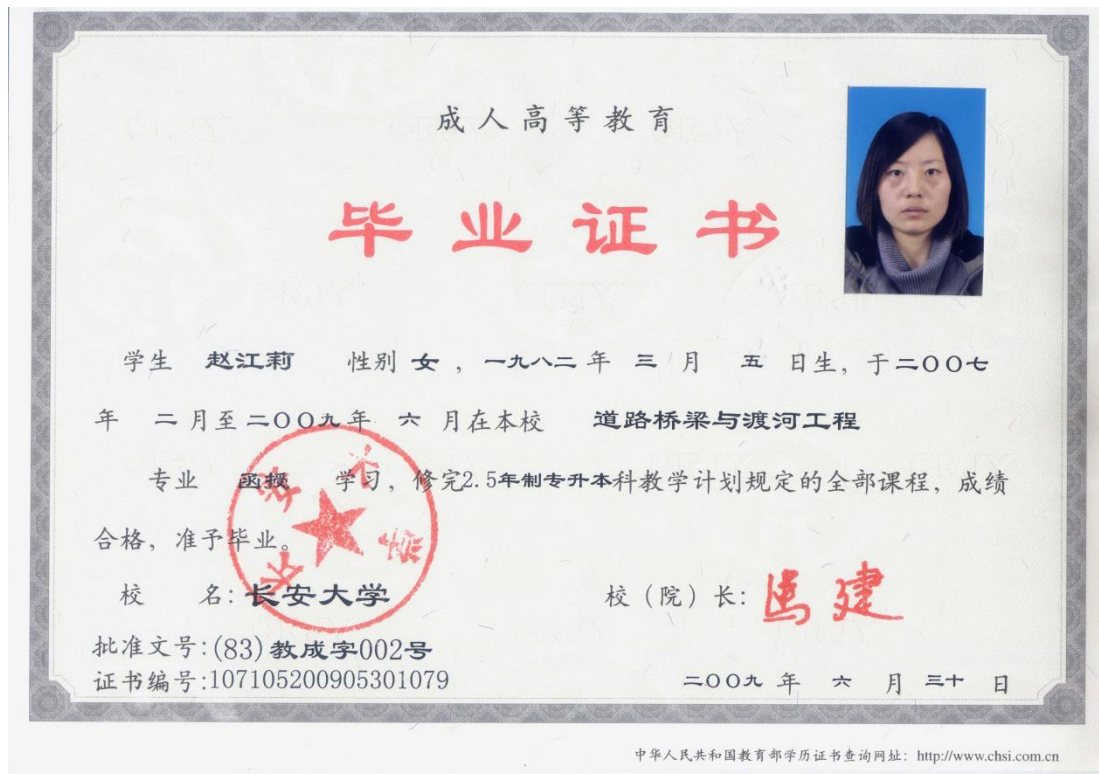 成人高等教育
毕业证书
学生 赵江莉 性别 女，一九八二年 三 月 五 日生，于二〇〇七
年 二月至二〇〇九年 六 月在本校 道路桥梁与渡河工程
专业 函授 学习，修完2.5年制专升本科教学计划规定的全部课程，成绩
合格，准予毕业。
长安大学
校 名：长安大学 校（院）长：马建
批准文号：(83)教成字002号
证书编号：107105200905301079
二〇〇九 年 六 月 三十 日
中华人民共和国教育部学历证书查询网址：http://www.chsi.com.cn